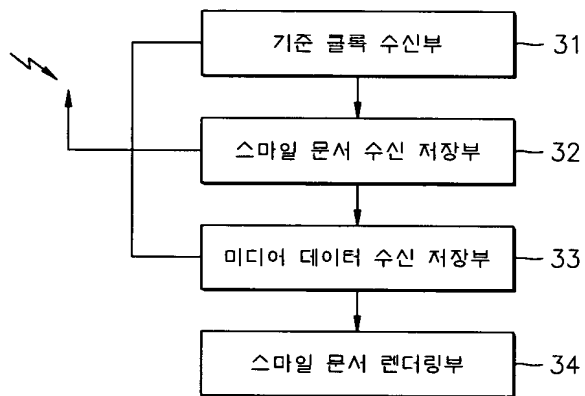 기준 클록 수신부 31
스마일 문서 수신 저장부 32
미디어 데이터 수신 저장부 33
스마일 문서 렌더링부 34